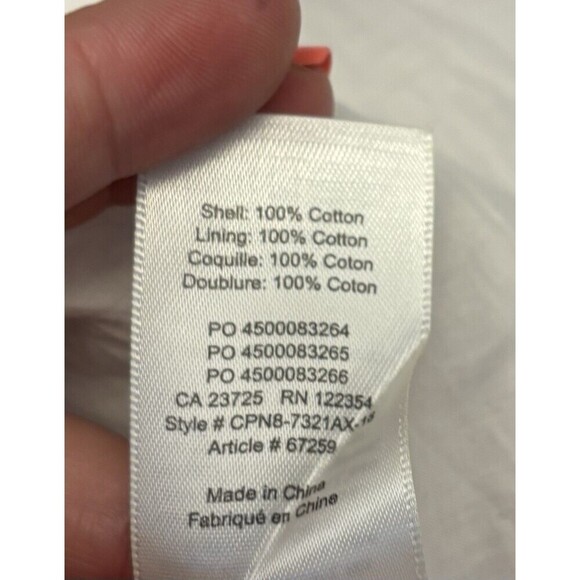 Shell: 100% Cotton
Lining: 100% Cotton
Coquille: 100% Coton
Doublure: 100% Coton
PO 4500083264
PO 4500083265
PO 4500083266
CA 23725 RN 122354
Style # CPN8-7321AX-
Article # 67259
Made in China
Fabriqué en Chine